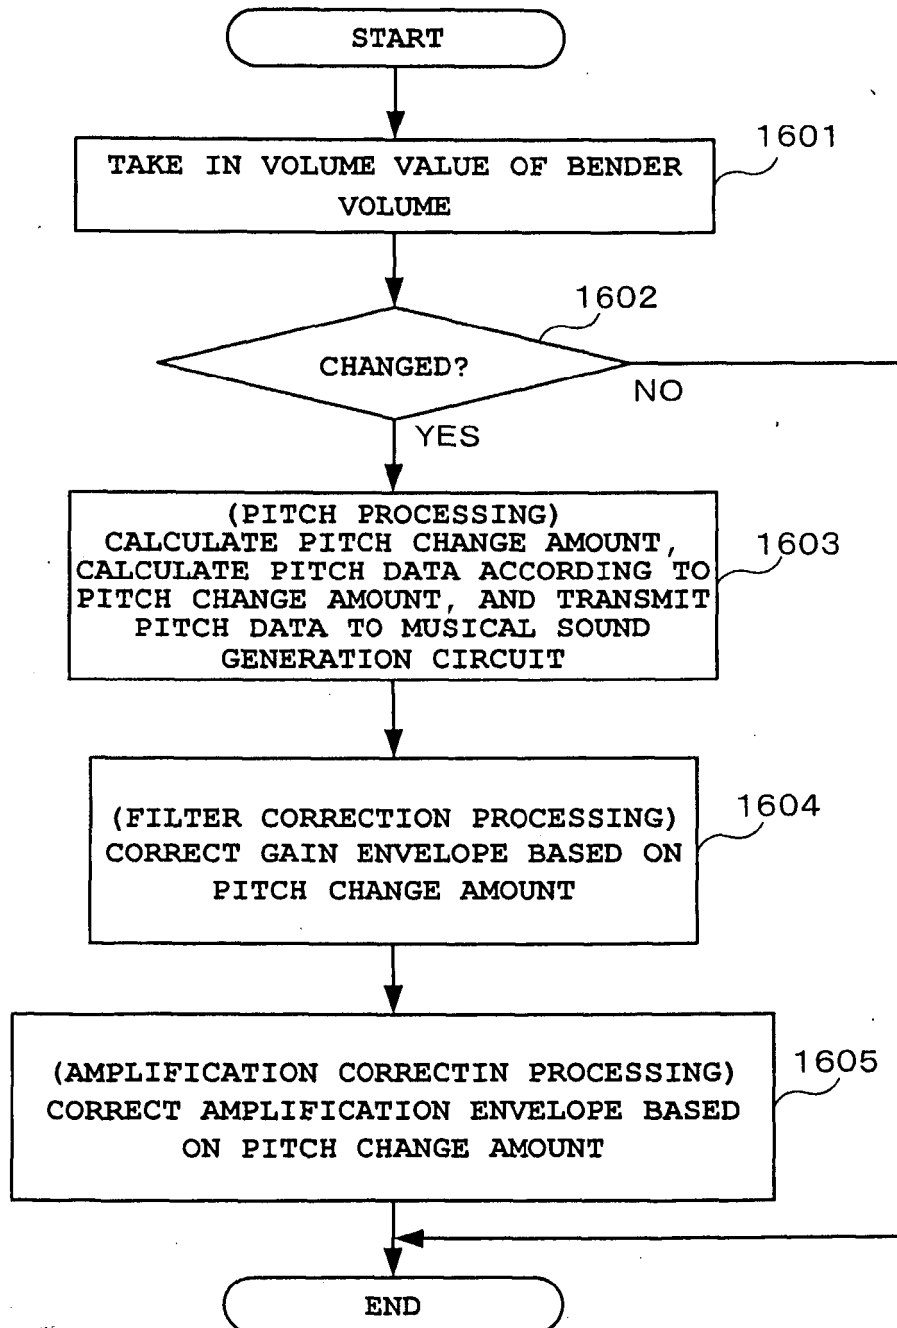 START
1601
TAKE IN VOLUME VALUE OF BENDER
VOLUME
1602
CHANGED?
NO
YES
(PITCH PROCESSING)
CALCULATE PITCH CHANGE AMOUNT,
CALCULATE PITCH DATA ACCORDING TO
PITCH CHANGE AMOUNT, AND TRANSMIT
PITCH DATA TO MUSICAL SOUND
GENERATION CIRCUIT
1603
(FILTER CORRECTION PROCESSING)
CORRECT GAIN ENVELOPE BASED ON
PITCH CHANGE AMOUNT
1604
(AMPLIFICATION CORRECTIN PROCESSING)
CORRECT AMPLIFICATION ENVELOPE BASED
ON PITCH CHANGE AMOUNT
1605
END